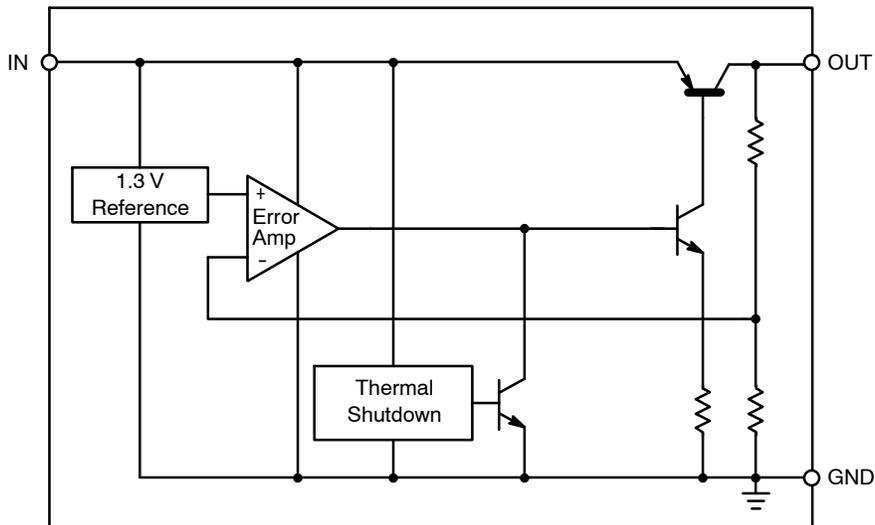 IN
OUT
1.3 V
Reference
+
Error
Amp
−
Thermal
Shutdown
GND